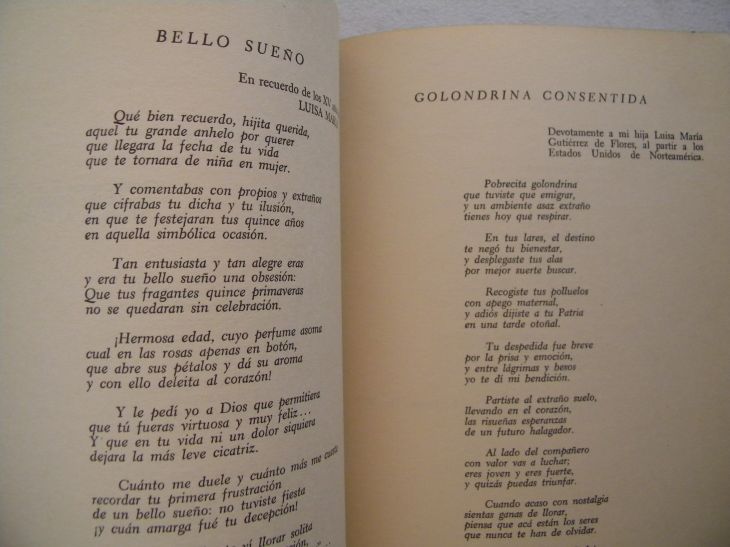 BELLO SUEÑO
En recuerdo de los XV
LUISA
Qué bien recuerdo, hijita querida,
aquel tu grande anhelo por querer
que llegara la fecha de tu vida
que te tornara de niña en mujer.
Y comentabas con propios y extraños
que cifrabas tu dicha y tu ilusión,
en que te festejaran tus quince años
en aquella simbólica ocasión.
Tan entusiasta y tan alegre eras
y era tu bello sueño una obsesión:
Que tus fragantes quince primaveras
no se quedaran sin celebración.
¡Hermosa edad, cuyo perfume asoma
cual en las rosas apenas en botón,
que abre sus pétalos y dá su aroma
y con ello deleita al corazón!
Y le pedí yo a Dios que permitiera
que tú fueras virtuosa y muy feliz...
Y que en tu vida ni un dolor siquiera
dejara la más leve cicatriz.
Cuánto me duele y cuánto más me
recordar tu primera frustración
de un bello sueño: no tuviste fiesta
¡y cuán amarga fué tu decepción!
llorar solita
GOLONDRINA CONSENTIDA
Devotamente a mi hija Luisa María
Gutiérrez de Flores, al partir a los
Estados Unidos de Norteamérica.
Pobrecita golondrina
que tuviste que emigrar,
y un ambiente asaz extraño
tienes hoy que respirar.
En tus lares, el destino
te negó tu bienestar,
y desplegaste tus alas
por mejor suerte buscar.
Recogiste tus polluelos
con apego maternal,
y adiós dijiste a tu Patria
en una tarde otoñal.
Tu despedida fue breve
por la prisa y emoción,
y entre lágrimas y besos
yo te di mi bendición.
Partiste al extraño suelo,
llevando en el corazón,
las risueñas esperanzas
de un futuro halagador.
Al lado del compañero
con valor vas a luchar;
eres joven y eres fuerte,
y quizás puedas triunfar.
Cuando acaso con nostalgia
sientas ganas de llorar,
piensa que acá están los seres
que nunca te han de olvidar.